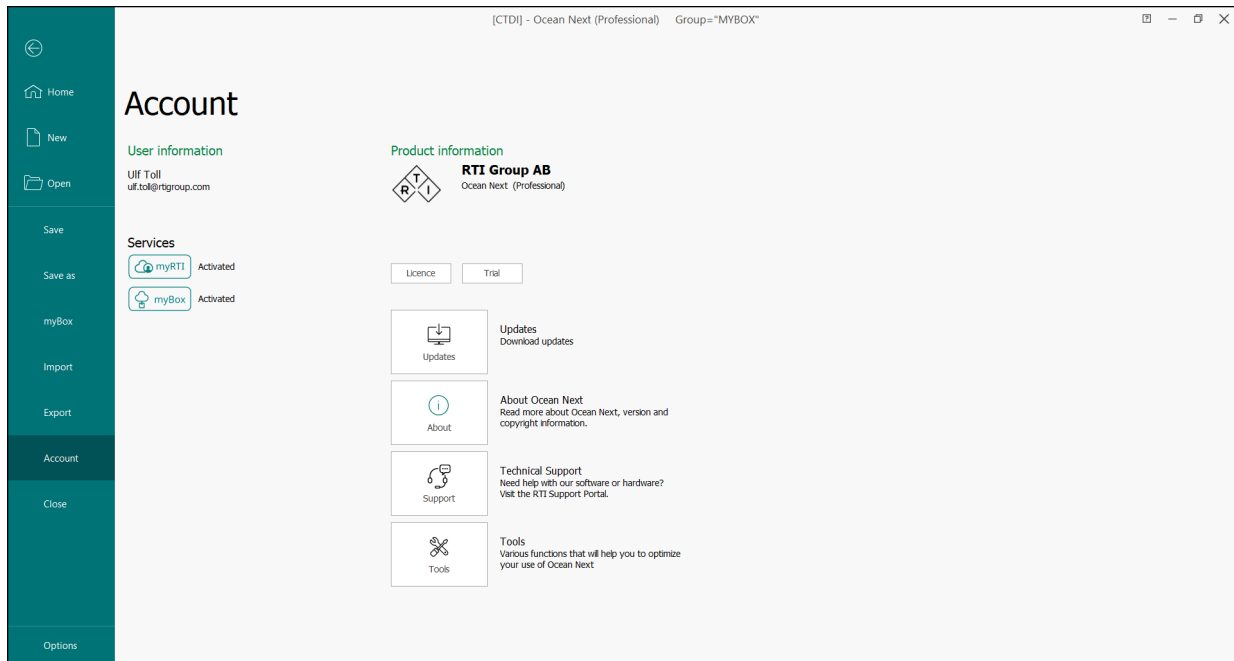 [CTDI] - Ocean Next (Professional) Group="MYBOX"
Home
New
Open
Save
Save as
myBox
Import
Export
Account
Close
Options
Account
User information
Ulf Toll
ulf.toll@rtigroup.com
Services
myRTI Activated
myBox Activated
Product information
RTI
RTI Group AB
Ocean Next (Professional)
Licence Trial
Updates
Updates
Download updates
About
About Ocean Next
Read more about Ocean Next, version and
copyright information.
Support
Technical Support
Need help with our software or hardware?
Visit the RTI Support Portal.
Tools
Tools
Various functions that will help you to optimize
your use of Ocean Next